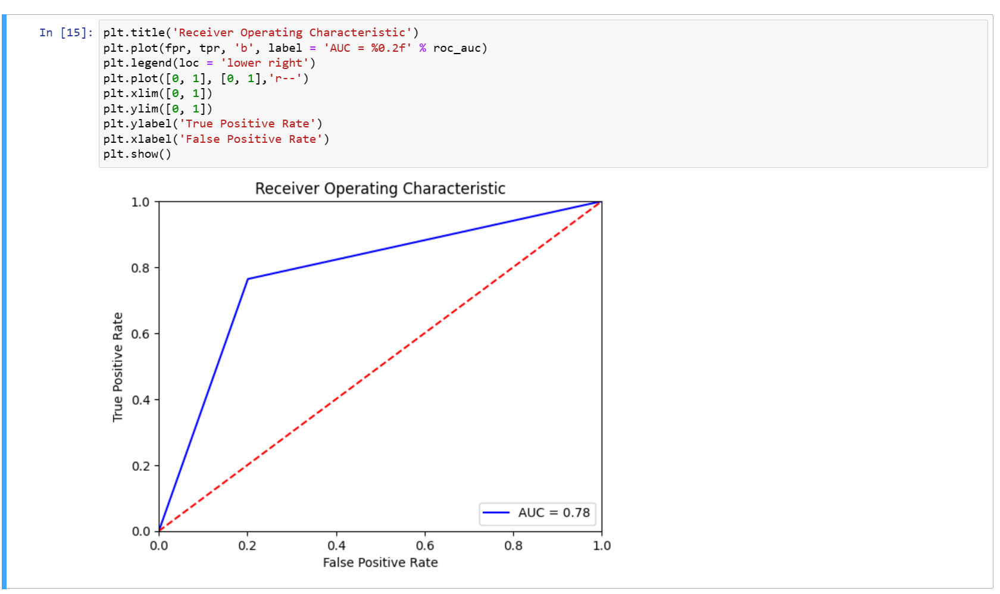 In [15]:
plt.title('Receiver Operating Characteristic')
plt.plot(fpr, tpr, 'b', label = 'AUC = %0.2f' % roc_auc)
plt.legend(loc = 'lower right')
plt.plot([0, 1], [0, 1],'r--')
plt.xlim([0, 1])
plt.ylim([0, 1])
plt.ylabel('True Positive Rate')
plt.xlabel('False Positive Rate')
plt.show()
Receiver Operating Characteristic
1.0
0.8
0.6
0.4
0.2
0.0
True Positive Rate
AUC = 0.78
0.0 0.2 0.4 0.6 0.8 1.0
False Positive Rate